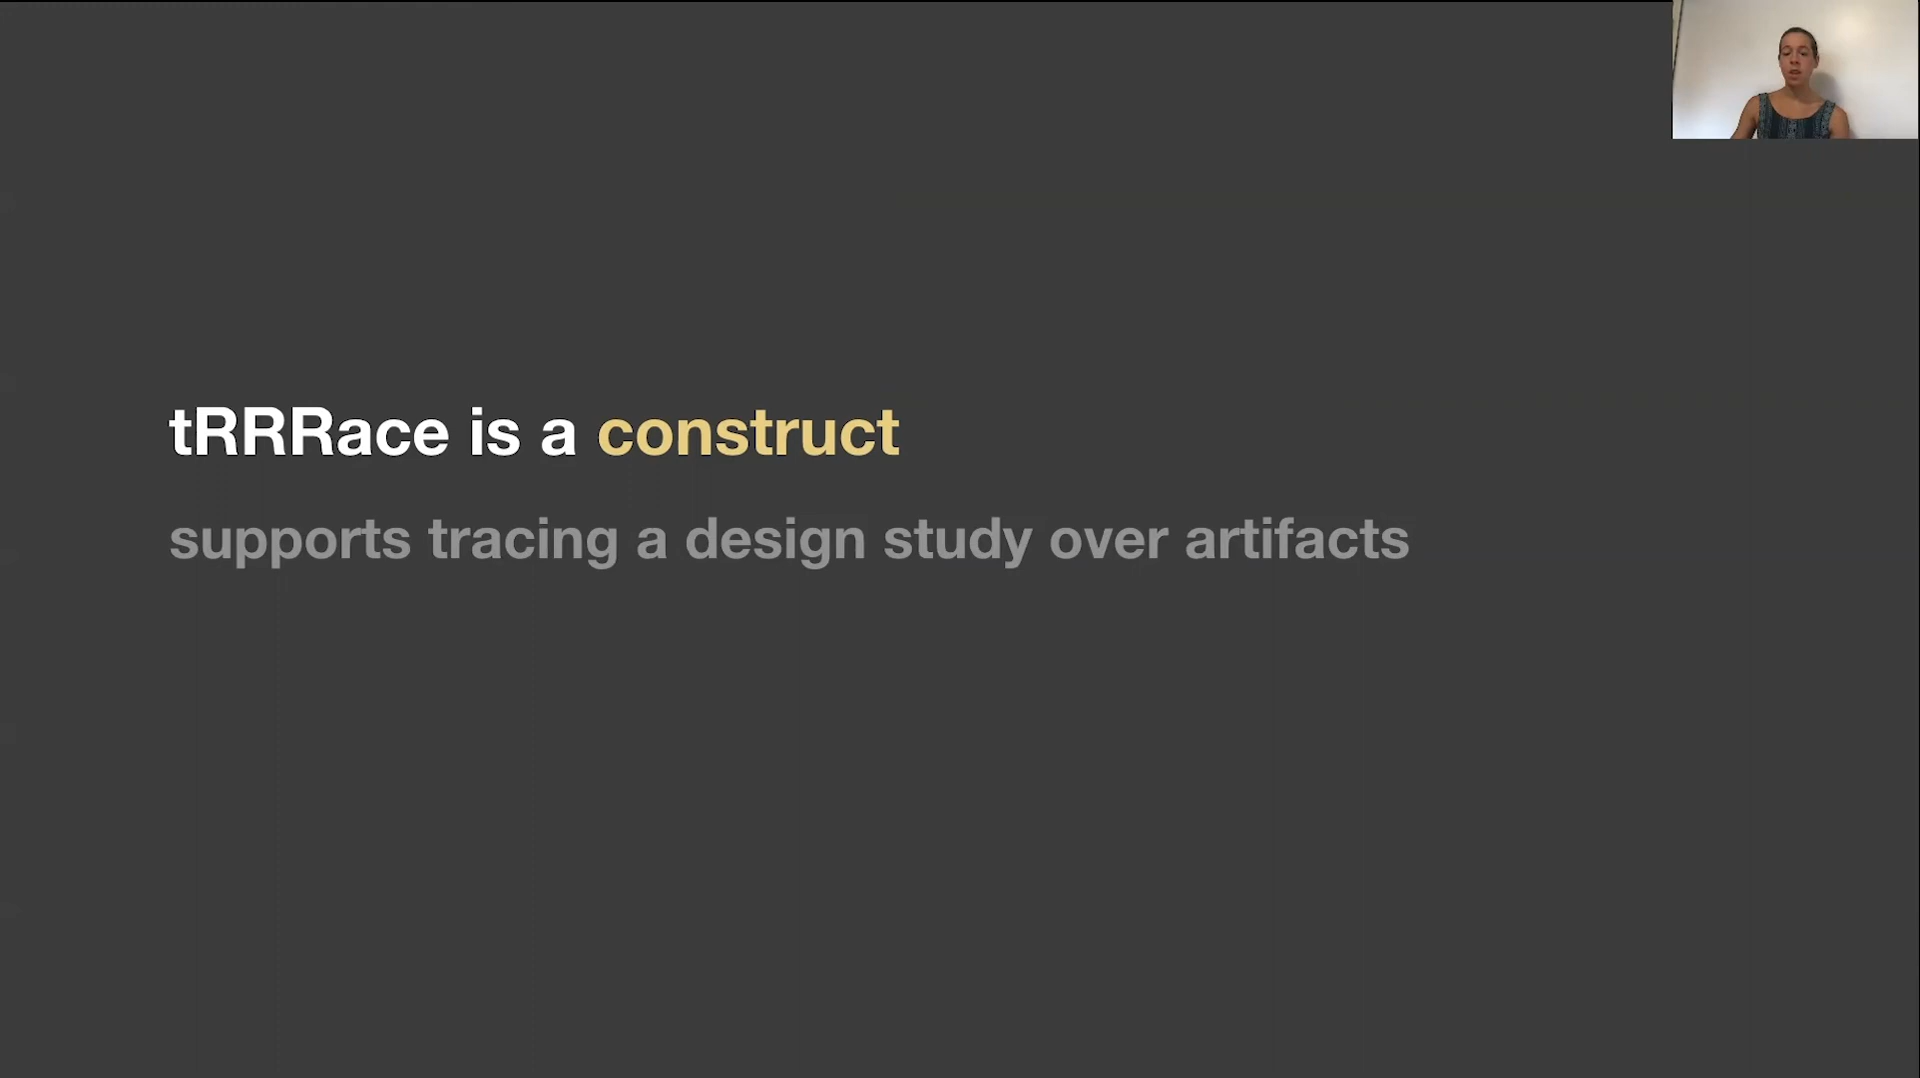 tRRRace is a construct
supports tracing a design study over artifacts